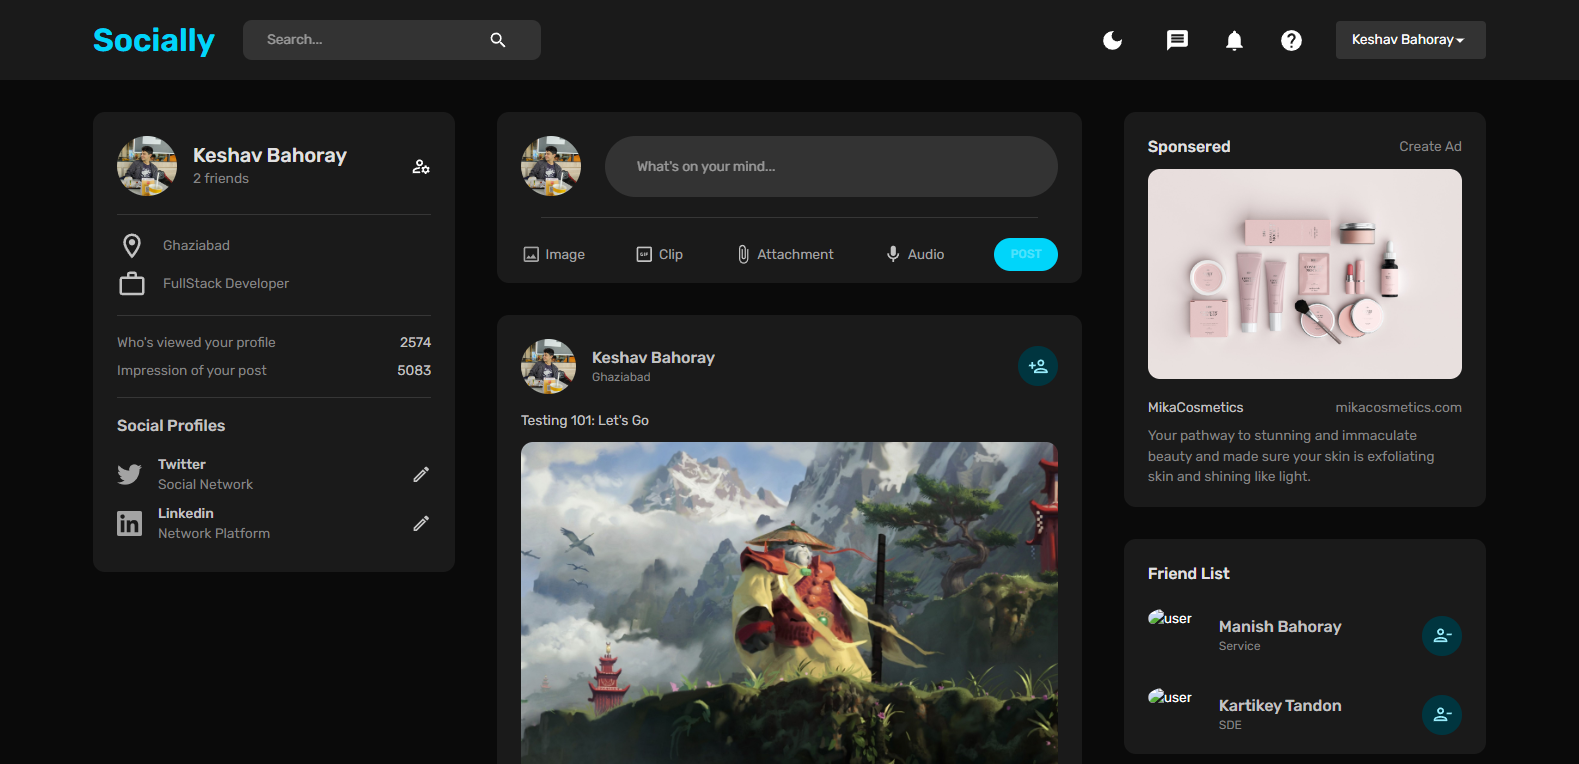 Socially
Search...
Keshav Bahoray
Keshav Bahoray
2 friends
Ghaziabad
FullStack Developer
Who's viewed your profile 2574
Impression of your post 5083
Social Profiles
Twitter
Social Network
Linkedin
Network Platform
What's on your mind...
Image Clip Attachment Audio POST
Keshav Bahoray
Ghaziabad
Testing 101: Let's Go
Sponsered Create Ad
MikaCosmetics mikacosmetics.com
Your pathway to stunning and immaculate
beauty and made sure your skin is exfoliating
skin and shining like light.
Friend List
user
Manish Bahoray
Service
user
Kartikey Tandon
SDE